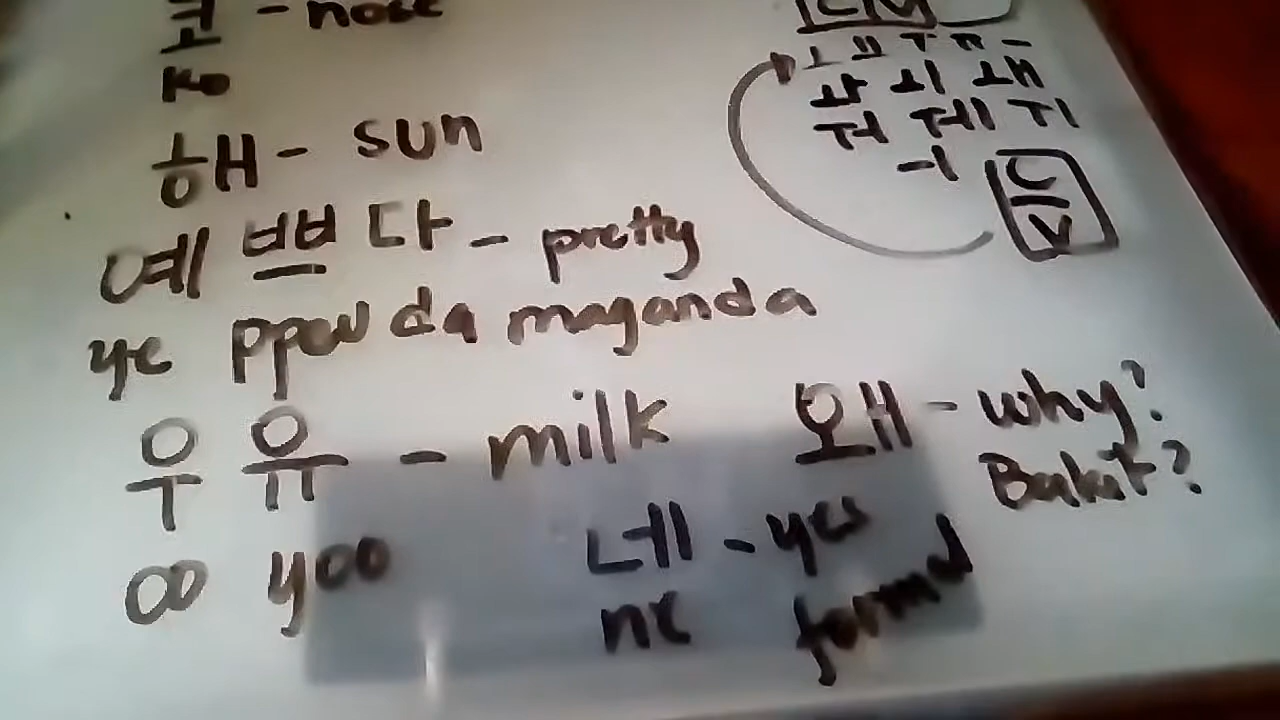 코 - nose
해 - sun
예쁘다 - pretty
ye ppeu da maganda
우유 - milk
oo yoo
왜 - why?
Bakit?
네 - yes
ne formal
ㅗ ㅛ ㅜ ㅠ ㅡ
ㅘ ㅚ ㅙ
ㅝ ㅞ ㅟ
ㅢ
C
V